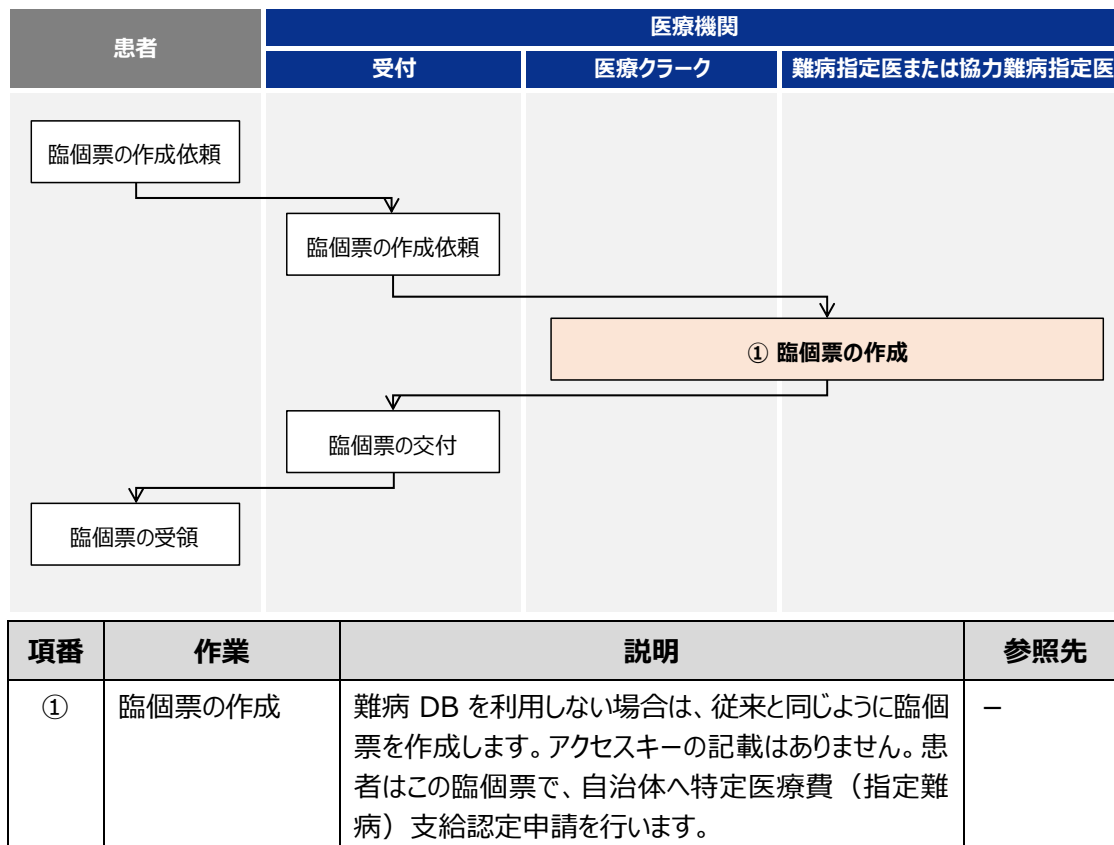 患者
医療機関
受付
医療クラーク
難病指定医または協力難病指定医
臨個票の作成依頼
臨個票の作成依頼
① 臨個票の作成
臨個票の交付
臨個票の受領
項番 作業 説明 参照先
① 臨個票の作成 難病 DB を利用しない場合は、従来と同じように臨個 －
票を作成します。アクセスキーの記載はありません。患
者はこの臨個票で、自治体へ特定医療費（指定難
病）支給認定申請を行います。